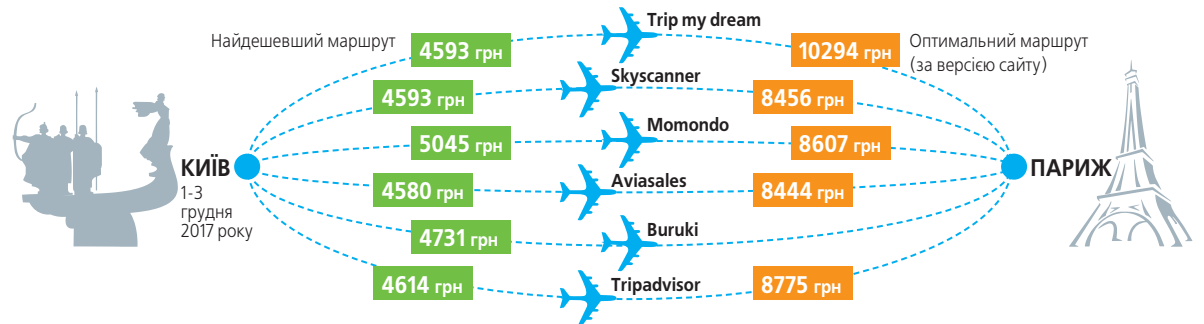 Trip my dream
Найдешевший маршрут
4593 грн
10294 грн
Оптимальний маршрут
(за версією сайту)
Skyscanner
4593 грн
8456 грн
Momondo
5045 грн
8607 грн
КИЇВ
1-3
грудня
2017 року
ПАРИЖ
Aviasales
4580 грн
8444 грн
Buruki
4731 грн
Tripadvisor
4614 грн
8775 грн